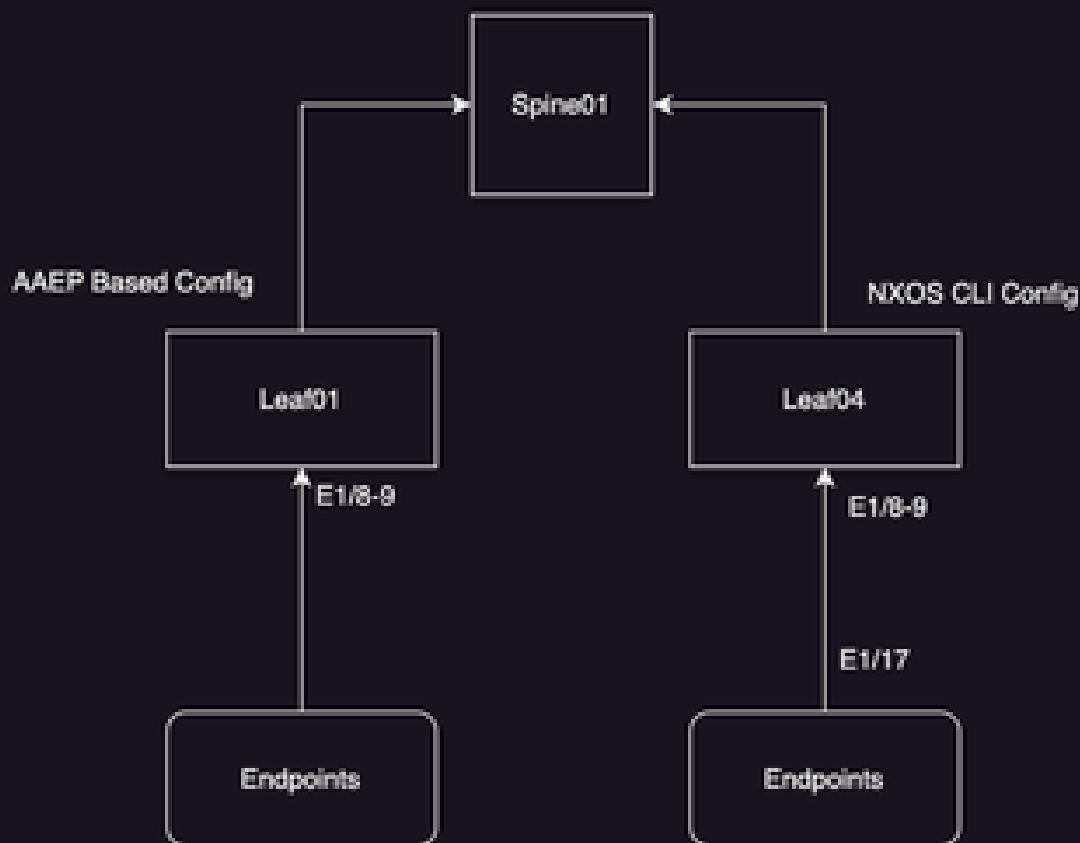 Spine01
AAEP Based Config
NXOS CLI Config
Leaf01
Leaf04
E1/8-9
E1/8-9
E1/17
Endpoints
Endpoints